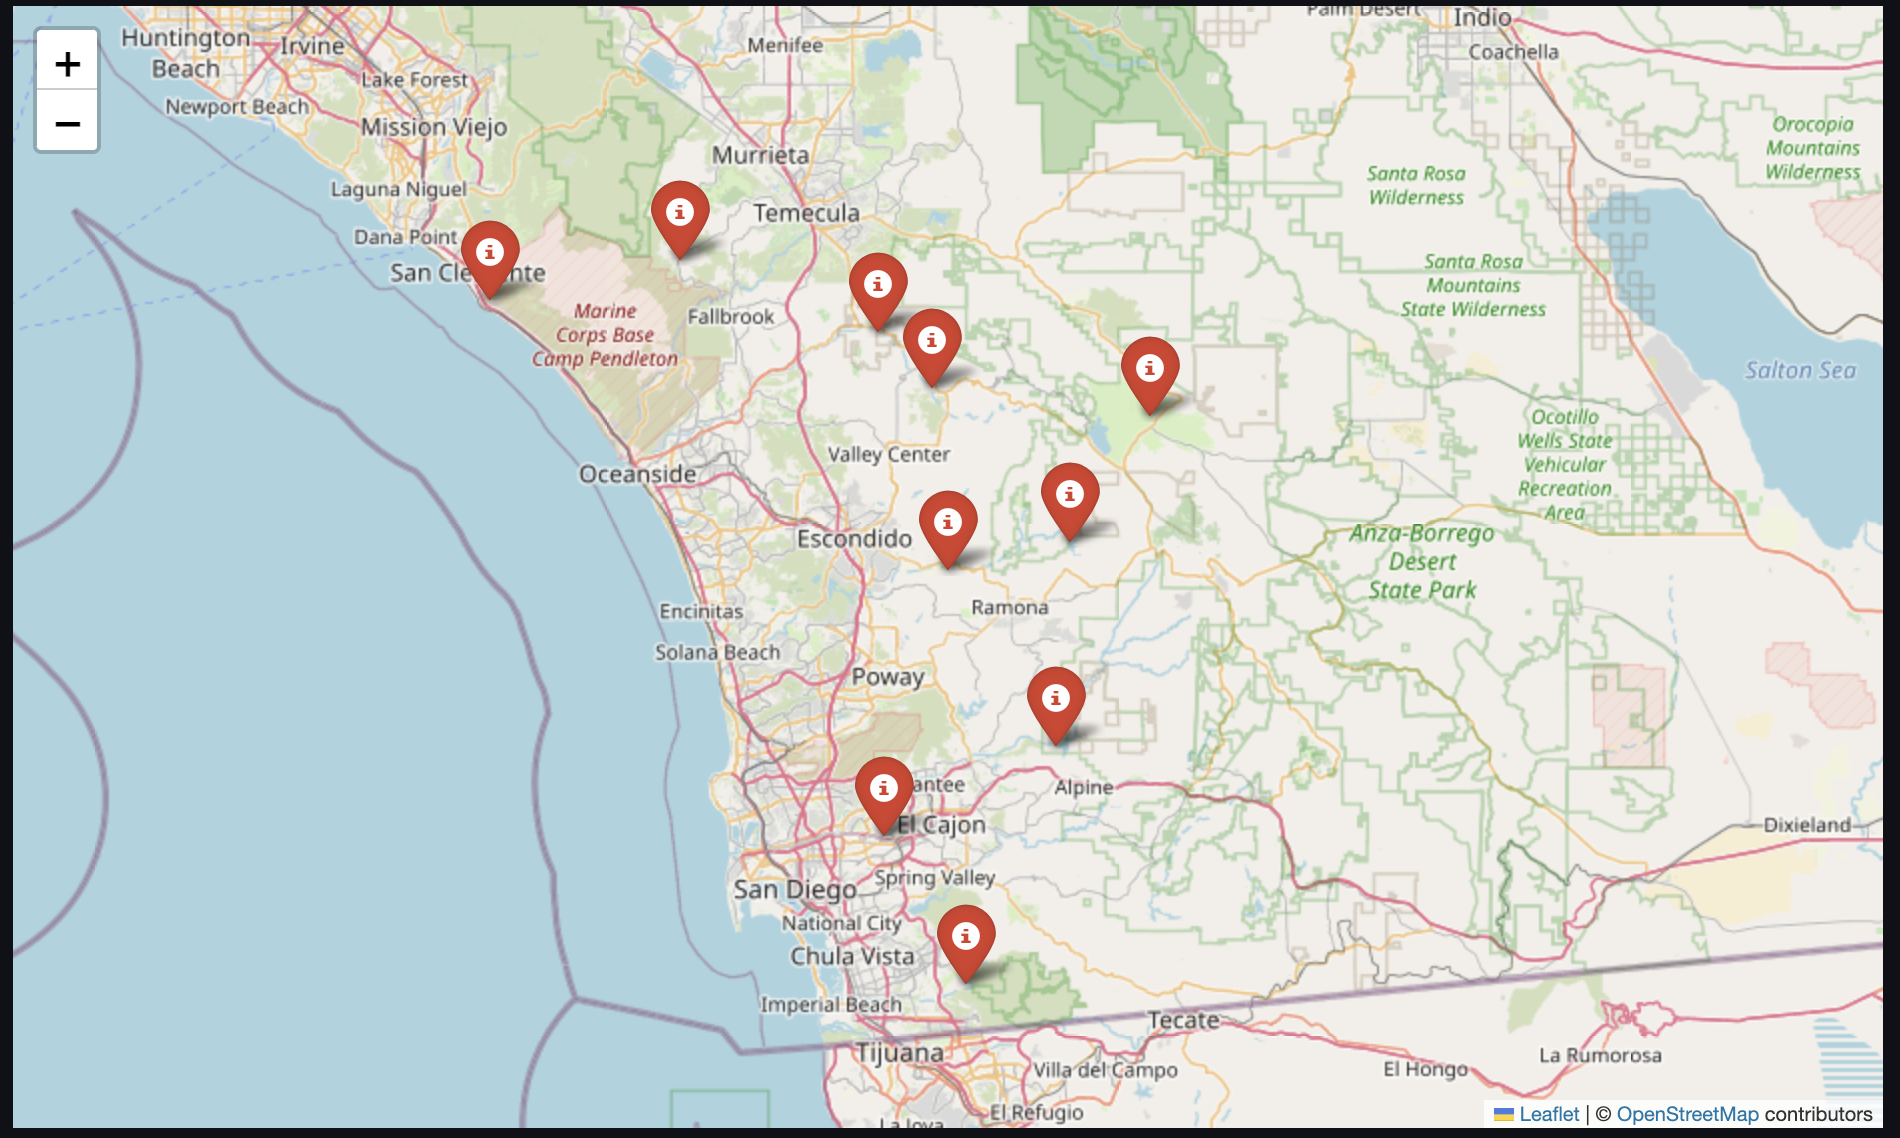 Palm Desert
Indio
Huntington
Beach
Irvine
Menifee
Coachella
+
−
Lake Forest
Newport Beach
Mission Viejo
Murrieta
Orocopia
Mountains
Wilderness
Laguna Niguel
Santa Rosa
Wilderness
Temecula
Dana Point
San Cle nte
Santa Rosa
Mountains
State Wilderness
Marine
Corps Base
Camp Pendleton
Fallbrook
Salton Sea
Ocotillo
Wells State
Vehicular
Recreation
Area
Valley Center
Oceanside
Escondido
Anza-Borrego
Desert
State Park
Encinitas
Ramona
Solana Beach
Poway
antee
Alpine
El Cajon
Dixieland
San Diego
Spring Valley
National City
Chula Vista
Imperial Beach
Tecate
Tijuana
La Rumorosa
Villa del Campo
El Hongo
El Refugio
La Joya
Leaflet | © OpenStreetMap contributors